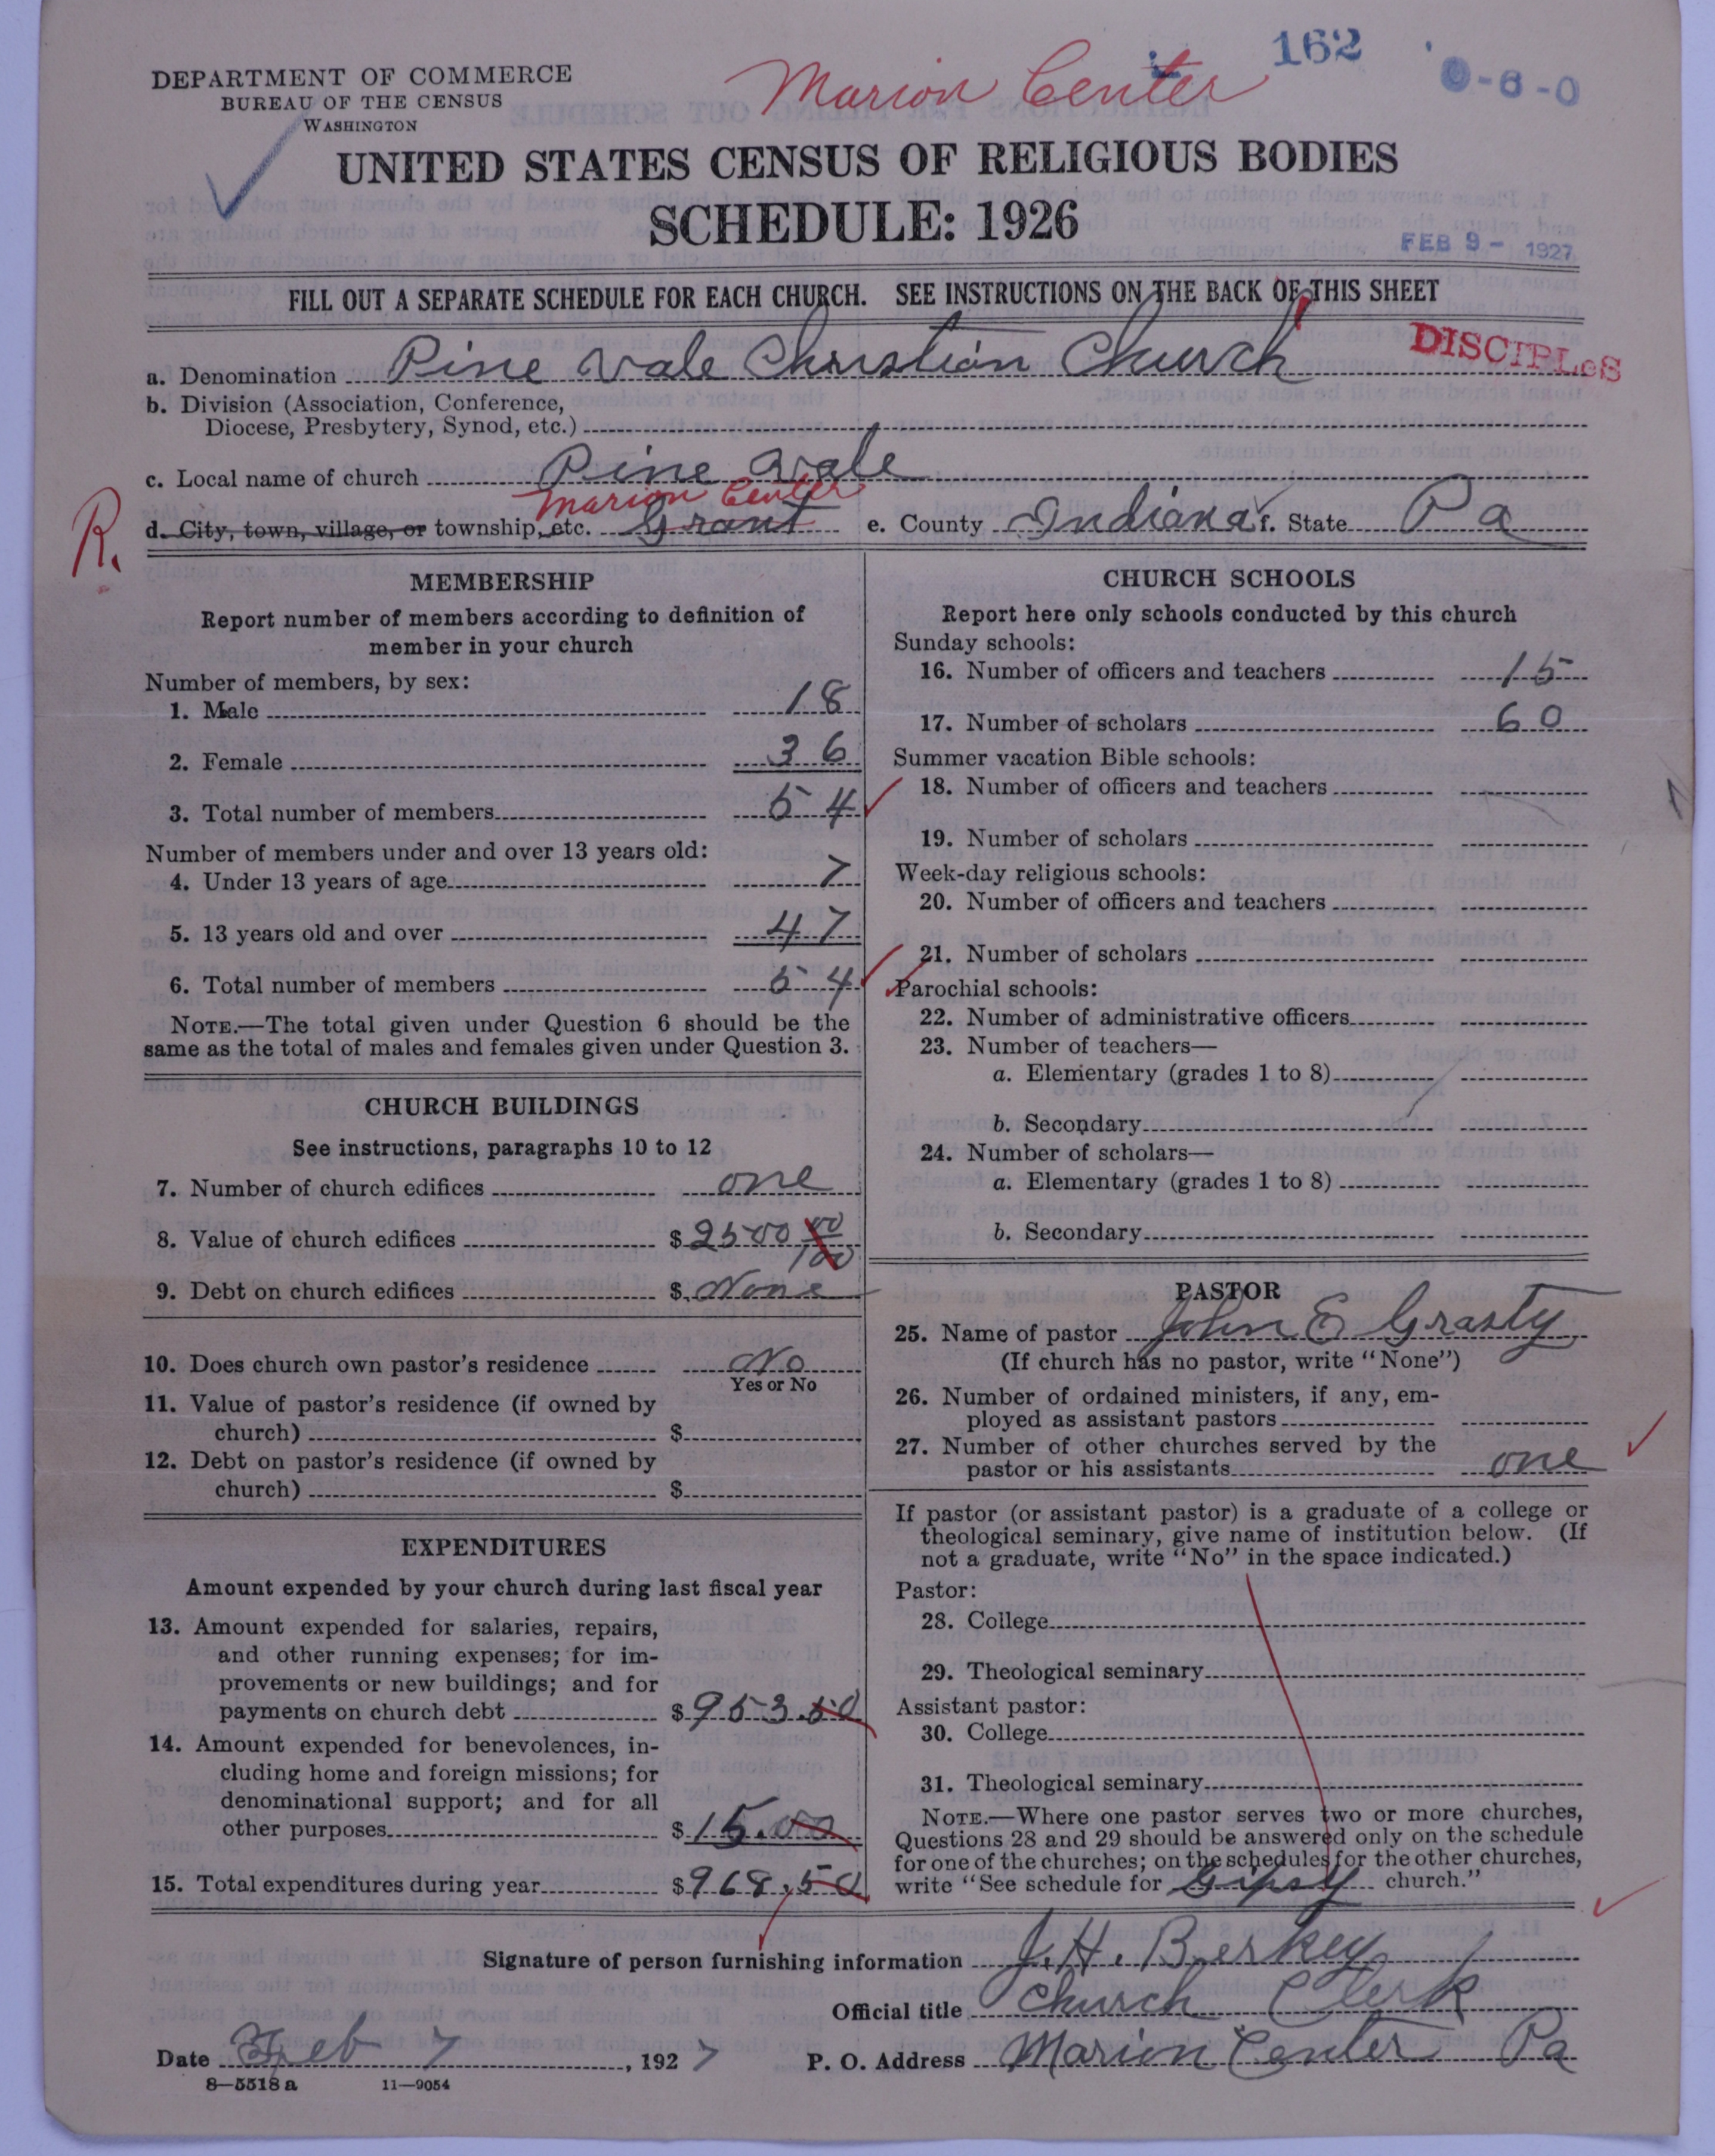 162
0-6-0
Marion Center
DEPARTMENT OF COMMERCE
BUREAU OF THE CENSUS
WASHINGTON
UNITED STATES CENSUS OF RELIGIOUS BODIES
SCHEDULE: 1926
FEB 9 - 1927
FILL OUT A SEPARATE SCHEDULE FOR EACH CHURCH. SEE INSTRUCTIONS ON THE BACK OF THIS SHEET
DISCIPLES
a. Denomination Pine Vale Christian Church
b. Division (Association, Conference,
Diocese, Presbytery, Synod, etc.)
c. Local name of church Pine Vale
Marion Center
R.
d. City, town, village, or township, etc. Grant e. County Indiana f. State Pa
MEMBERSHIP
Report number of members according to definition of
member in your church
Number of members, by sex:
1. Male 18
2. Female 36
3. Total number of members 54
Number of members under and over 13 years old:
4. Under 13 years of age 7
5. 13 years old and over 47
6. Total number of members 54
NOTE.—The total given under Question 6 should be the
same as the total of males and females given under Question 3.
CHURCH BUILDINGS
See instructions, paragraphs 10 to 12
7. Number of church edifices one
8. Value of church edifices $ 2500 00/100
9. Debt on church edifices $ None
10. Does church own pastor's residence No
Yes or No
11. Value of pastor's residence (if owned by
church) $
12. Debt on pastor's residence (if owned by
church) $
EXPENDITURES
Amount expended by your church during last fiscal year
13. Amount expended for salaries, repairs,
and other running expenses; for im-
provements or new buildings; and for
payments on church debt $ 953.50
14. Amount expended for benevolences, in-
cluding home and foreign missions; for
denominational support; and for all
other purposes $ 15.00
15. Total expenditures during year $ 968.50
CHURCH SCHOOLS
Report here only schools conducted by this church
Sunday schools:
16. Number of officers and teachers 15
17. Number of scholars 60
Summer vacation Bible schools:
18. Number of officers and teachers
19. Number of scholars
Week-day religious schools:
20. Number of officers and teachers
21. Number of scholars
Parochial schools:
22. Number of administrative officers
23. Number of teachers—
a. Elementary (grades 1 to 8)
b. Secondary
24. Number of scholars—
a. Elementary (grades 1 to 8)
b. Secondary
PASTOR
25. Name of pastor John E Grasty
(If church has no pastor, write "None")
26. Number of ordained ministers, if any, em-
ployed as assistant pastors
27. Number of other churches served by the
pastor or his assistants one
If pastor (or assistant pastor) is a graduate of a college or
theological seminary, give name of institution below. (If
not a graduate, write "No" in the space indicated.)
Pastor:
28. College
29. Theological seminary
Assistant pastor:
30. College
31. Theological seminary
NOTE.—Where one pastor serves two or more churches,
Questions 28 and 29 should be answered only on the schedule
for one of the churches; on the schedules for the other churches,
write "See schedule for Gipsy church."
Signature of person furnishing information J. H. Berkey
Official title Church Clerk
Date Feb 7, 1927 P. O. Address Marion Center Pa
8—5518 a 11—9054